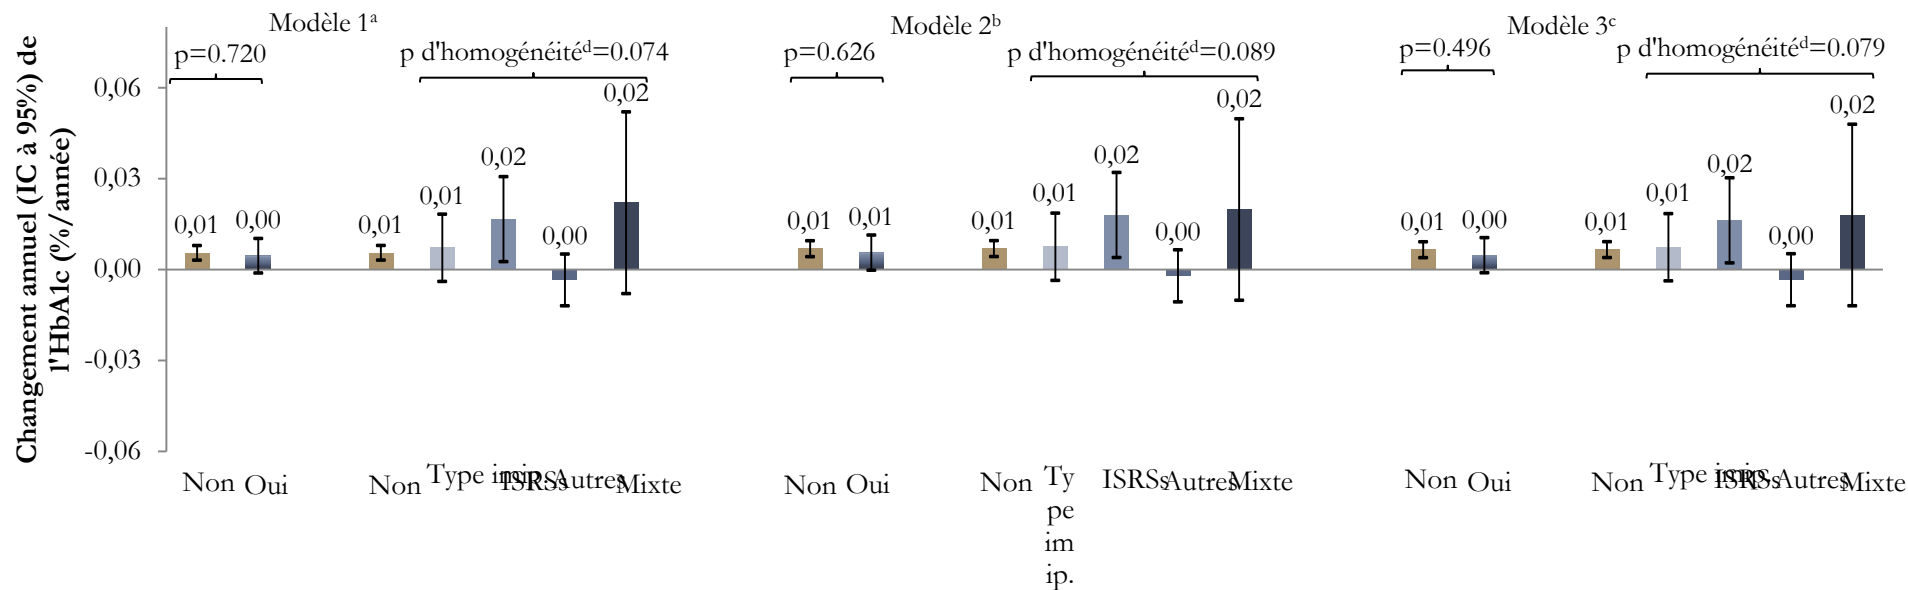 Modèle 1ᵃ
Modèle 2ᵇ
Modèle 3ᶜ
p=0.720
p d'homogénéitéᵈ=0.074
p=0.626
p d'homogénéitéᵈ=0.089
p=0.496
p d'homogénéitéᵈ=0.079
Changement annuel (IC à 95%) de
l'HbA1c (%/année)
0,06
0,03
0,00
-0,03
-0,06
0,01
0,00
0,01
0,01
0,02
0,00
0,02
0,01
0,01
0,01
0,01
0,02
0,00
0,02
0,01
0,00
0,01
0,01
0,02
0,00
0,02
Non
Oui
Non
Type imip.
ISRSs
Autres
Mixte
Non
Oui
Non
Ty
pe
im
ip.
ISRSs
Autres
Mixte
Non
Oui
Non
Type imip.
ISRSs
Autres
Mixte